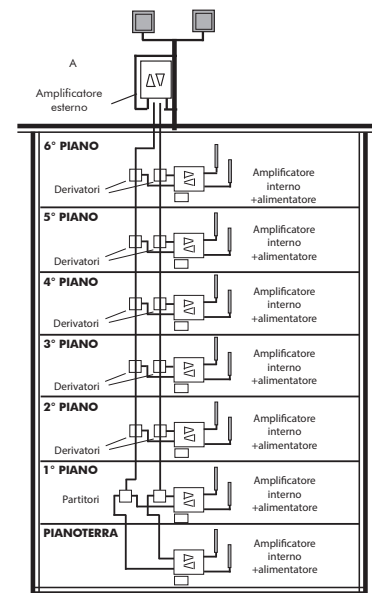 A
Amplificatore
esterno
6° PIANO
Derivatori
Amplificatore
interno
+alimentatore
5° PIANO
Derivatori
Amplificatore
interno
+alimentatore
4° PIANO
Derivatori
Amplificatore
interno
+alimentatore
3° PIANO
Derivatori
Amplificatore
interno
+alimentatore
2° PIANO
Derivatori
Amplificatore
interno
+alimentatore
1° PIANO
Partitori
Amplificatore
interno
+alimentatore
PIANOTERRA
Amplificatore
interno
+alimentatore